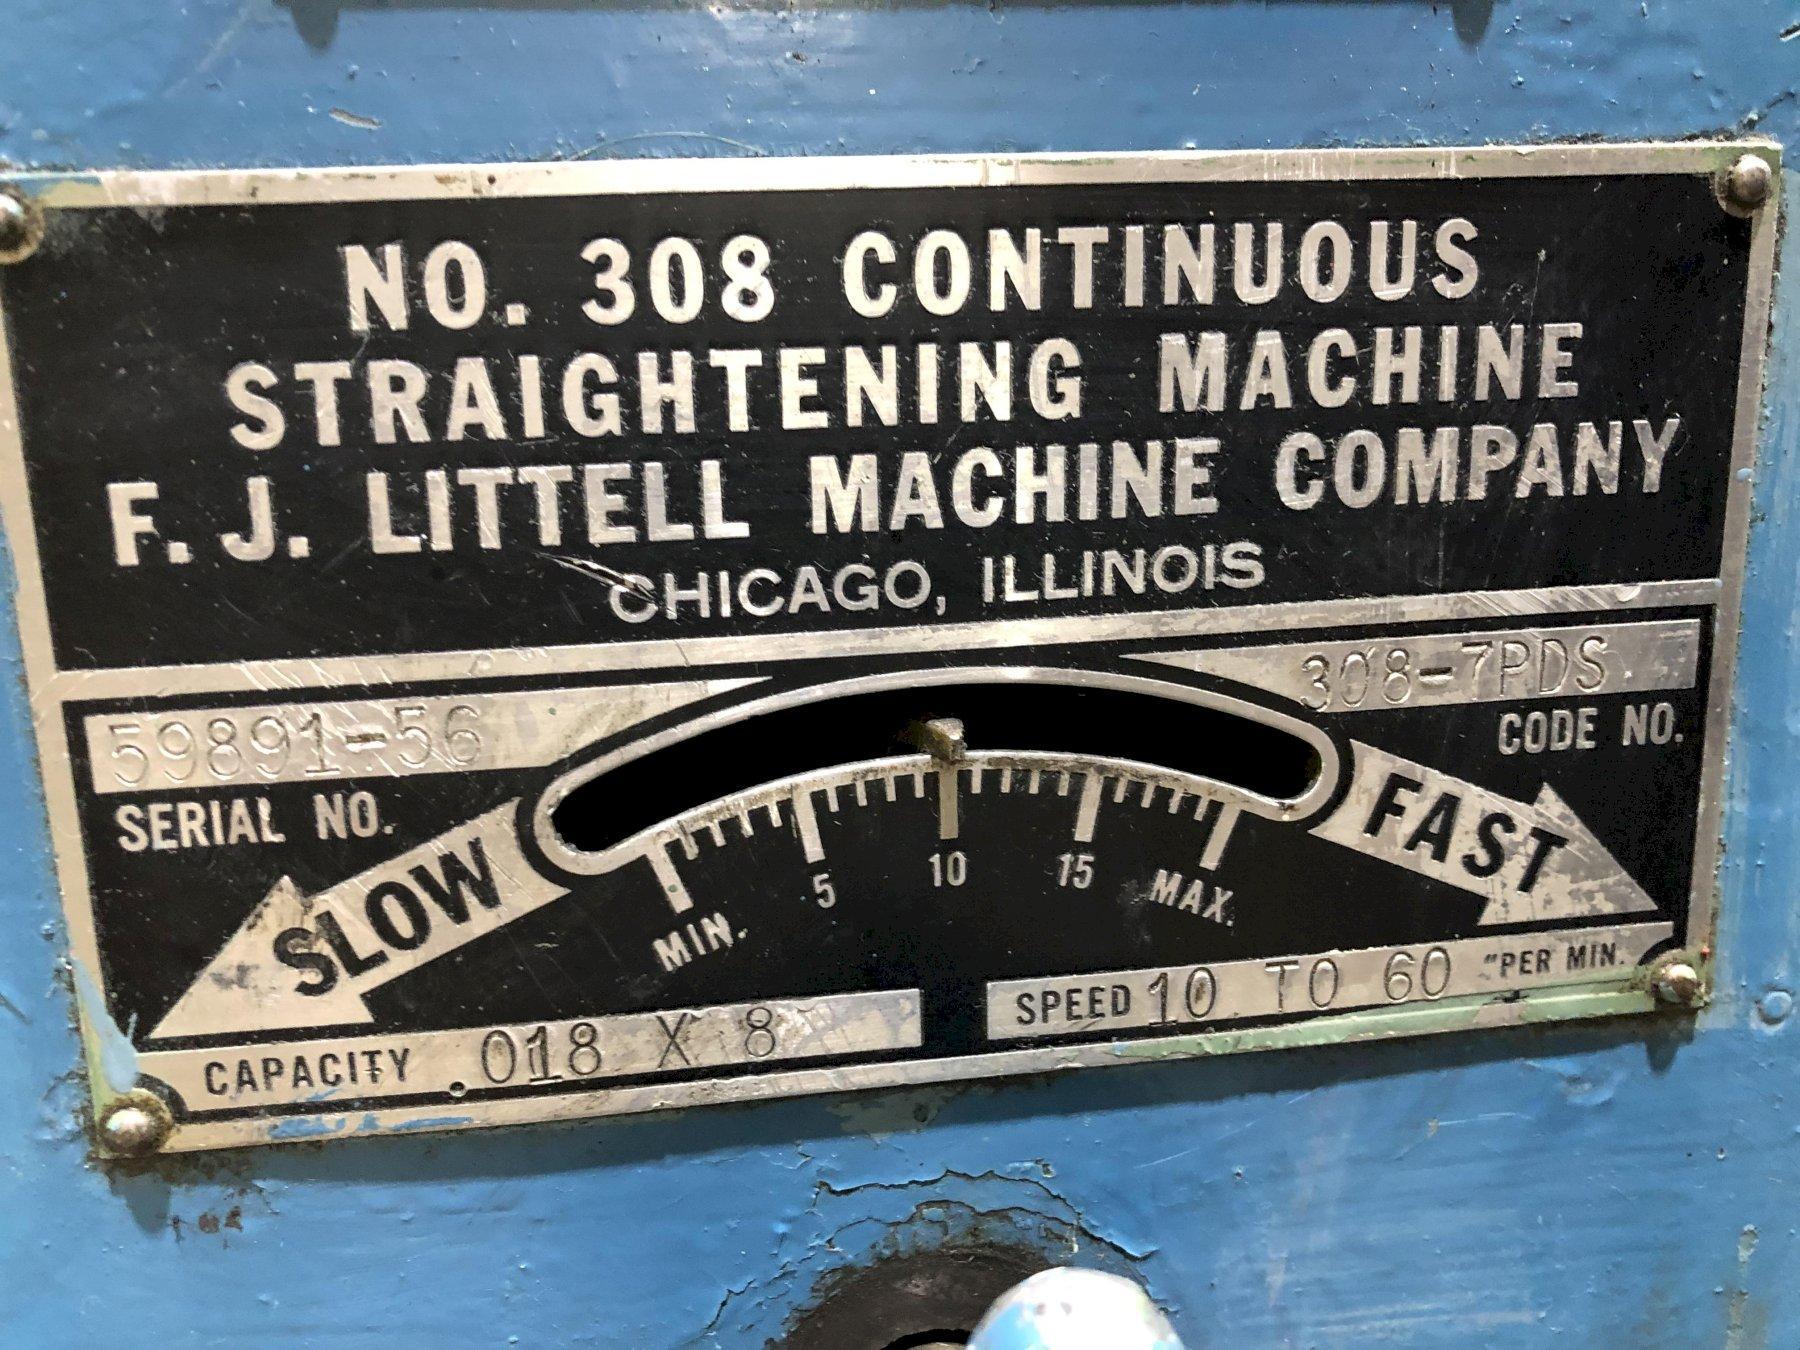 NO. 308 CONTINUOUS
STRAIGHTENING MACHINE
F. J. LITTELL MACHINE COMPANY
CHICAGO, ILLINOIS
59891-56
SERIAL NO.
308-7PDS
CODE NO.
SLOW
FAST
MIN. 5 10 15 MAX.
CAPACITY .018 X 8
SPEED 10 TO 60 "PER MIN.